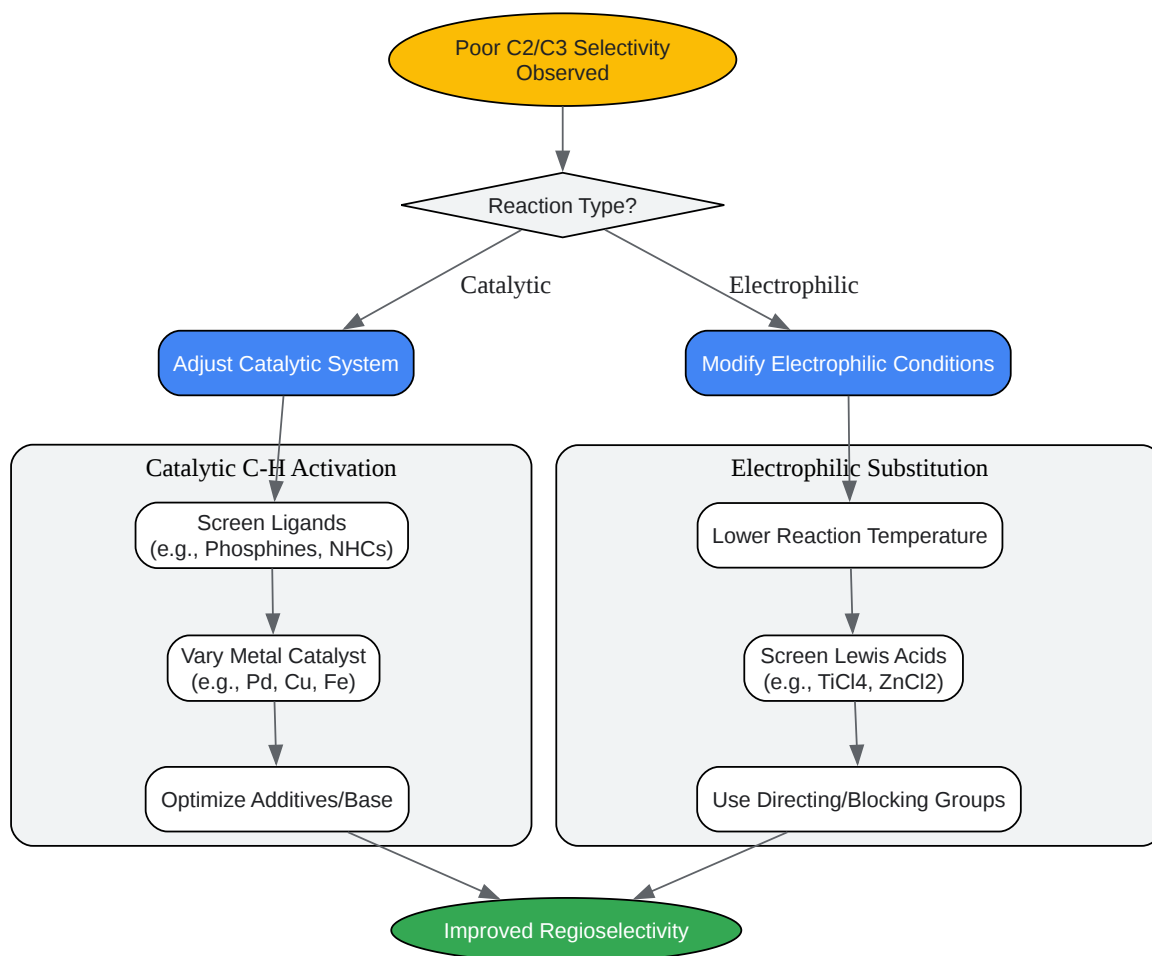 Poor C2/C3 Selectivity
Observed
Reaction Type?
Catalytic
Electrophilic
Adjust Catalytic System
Modify Electrophilic Conditions
Catalytic C-H Activation
Electrophilic Substitution
Screen Ligands
(e.g., Phosphines, NHCs)
Lower Reaction Temperature
Vary Metal Catalyst
(e.g., Pd, Cu, Fe)
Screen Lewis Acids
(e.g., TiCl4, ZnCl2)
Optimize Additives/Base
Use Directing/Blocking Groups
Improved Regioselectivity